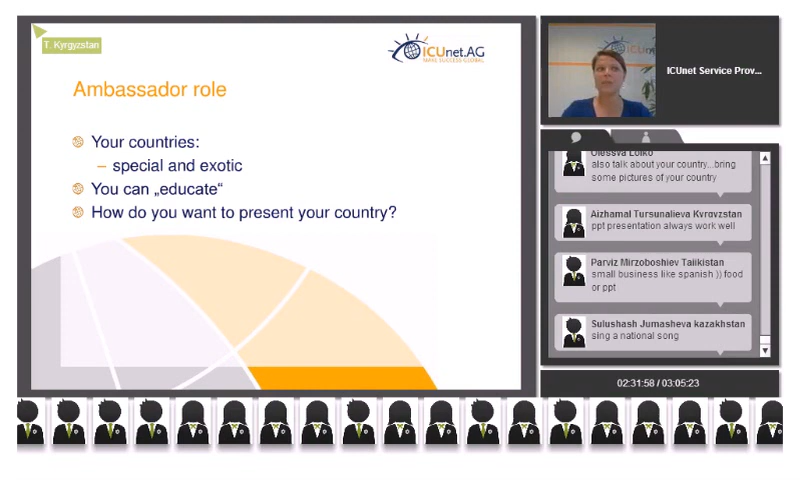 T. Kyrgyzstan
ICUnet.AG
MAKE SUCCESS GLOBAL.
Ambassador role
Your countries:
– special and exotic
You can „educate“
How do you want to present your country?
ICUnet Service Prov...
Olessya Loiko
also talk about your country...bring
some pictures of your country
Aizhamal Tursunalieva Kyrgyzstan
ppt presentation always work well
Parviz Mirzoboshiev Tajikistan
small business like spanish )) food
or ppt
Sulushash Jumasheva kazakhstan
sing a national song
02:31:58 / 03:05:23